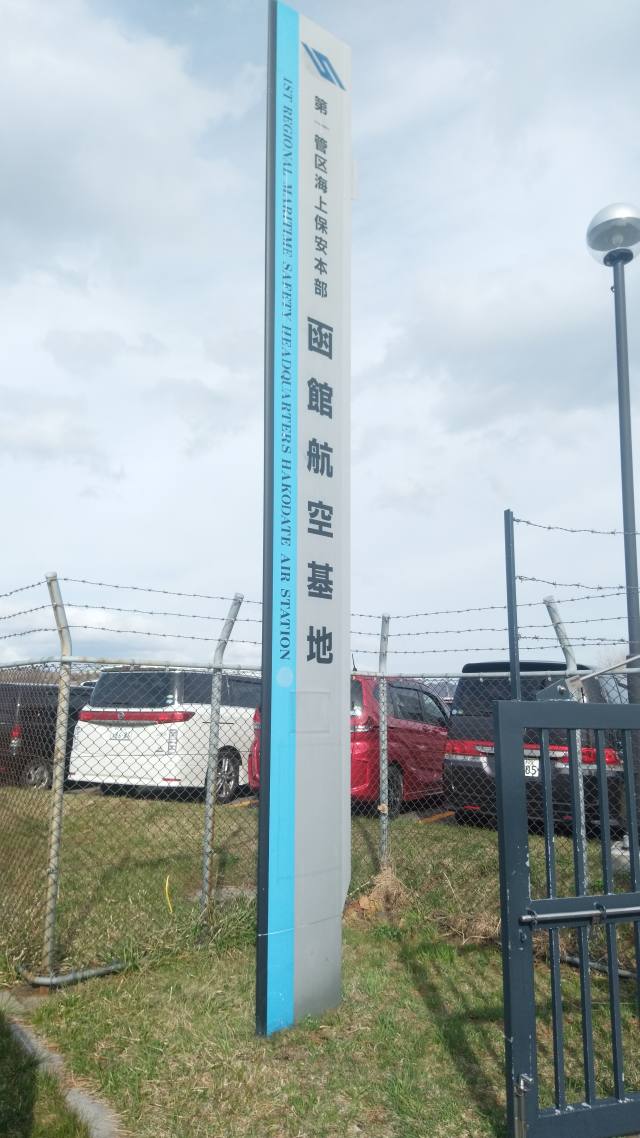 第一管区海上保安本部
函館航空基地
1ST REGIONAL MARITIME SAFETY HEADQUARTERS HAKODATE AIR STATION
85